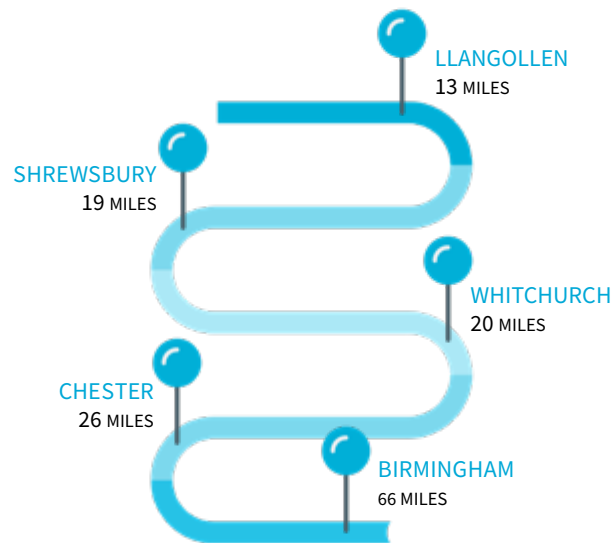 LLANGOLLEN
13 MILES
SHREWSBURY
19 MILES
WHITCHURCH
20 MILES
CHESTER
26 MILES
BIRMINGHAM
66 MILES